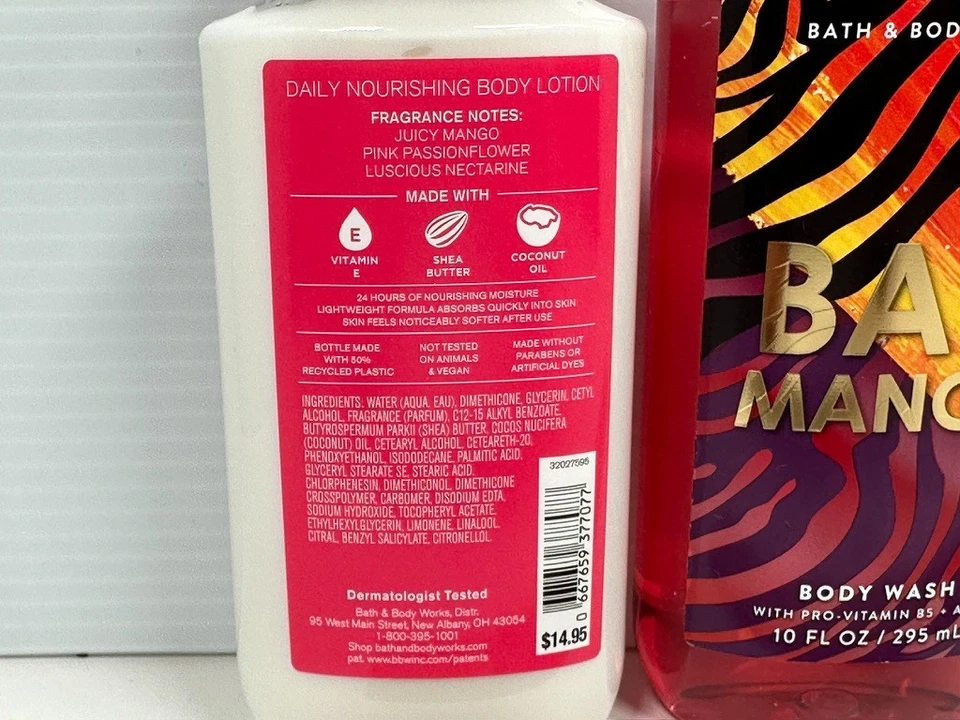 DAILY NOURISHING BODY LOTION
FRAGRANCE NOTES:
JUICY MANGO
PINK PASSIONFLOWER
LUSCIOUS NECTARINE
MADE WITH
E
VITAMIN
E
SHEA
BUTTER
COCONUT
OIL
24 HOURS OF NOURISHING MOISTURE
LIGHTWEIGHT FORMULA ABSORBS QUICKLY INTO SKIN
SKIN FEELS NOTICEABLY SOFTER AFTER USE
BOTTLE MADE
WITH 50%
RECYCLED PLASTIC
NOT TESTED
ON ANIMALS
& VEGAN
MADE WITHOUT
PARABENS OR
ARTIFICIAL DYES
INGREDIENTS: WATER (AQUA, EAU), DIMETHICONE, GLYCERIN, CETYL
ALCOHOL, FRAGRANCE (PARFUM), C12-15 ALKYL BENZOATE,
BUTYROSPERMUM PARKII (SHEA) BUTTER, COCOS NUCIFERA
(COCONUT) OIL, CETEARYL ALCOHOL, CETEARETH-20,
PHENOXYETHANOL, ISODODECANE, PALMITIC ACID,
GLYCERYL STEARATE SE, STEARIC ACID,
CHLORPHENESIN, DIMETHICONOL, DIMETHICONE
CROSSPOLYMER, CARBOMER, DISODIUM EDTA,
SODIUM HYDROXIDE, TOCOPHERYL ACETATE,
ETHYLHEXYLGLYCERIN, LIMONENE, LINALOOL,
CITRAL, BENZYL SALICYLATE, CITRONELLOL.
32027595
0 667659 377077
$14.95
Dermatologist Tested
Bath & Body Works, Distr.
95 West Main Street, New Albany, OH 43054
1-800-395-1001
Shop bathandbodyworks.com
pat. www.bbwinc.com/patents
BATH & BOD
BA
MANG
BODY WASH
WITH PRO-VITAMIN B5 + A
10 FL OZ / 295 mL